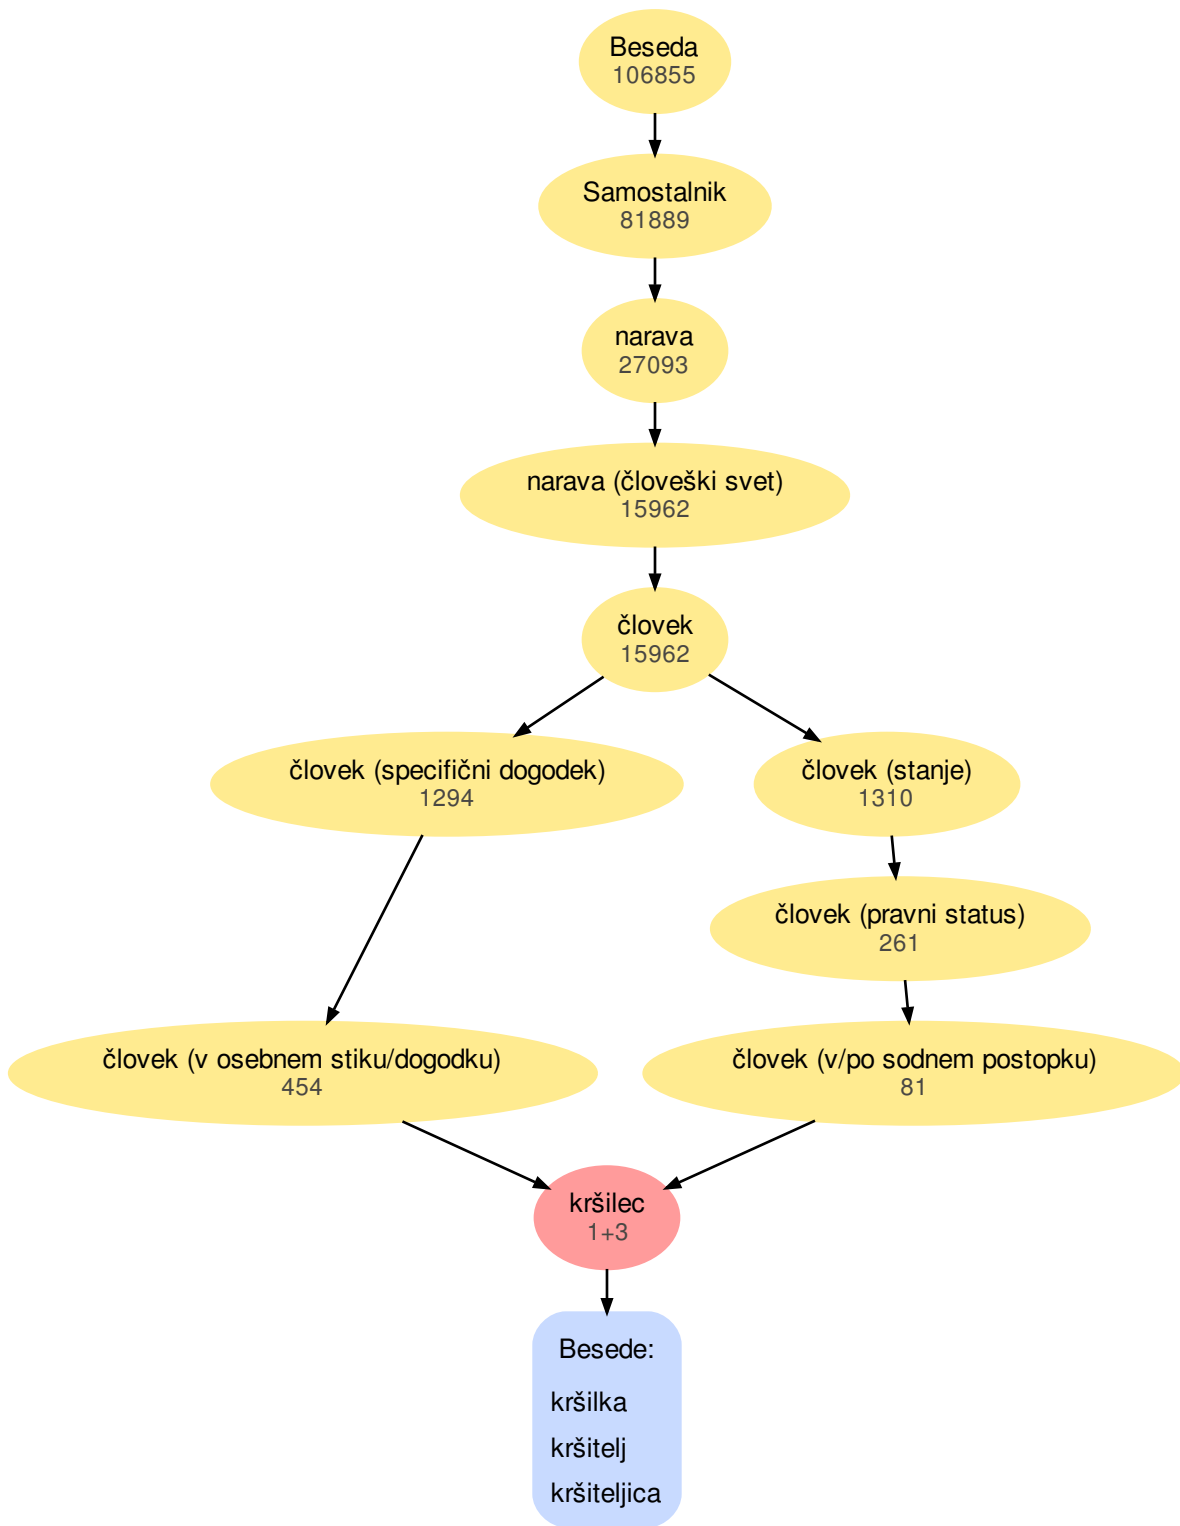 Beseda
106855
Samostalnik
81889
narava
27093
narava (človeški svet)
15962
človek
15962
človek (specifični dogodek)
1294
človek (stanje)
1310
človek (pravni status)
261
človek (v osebnem stiku/dogodku)
454
človek (v/po sodnem postopku)
81
kršilec
1+3
Besede:
kršilka
kršitelj
kršiteljica